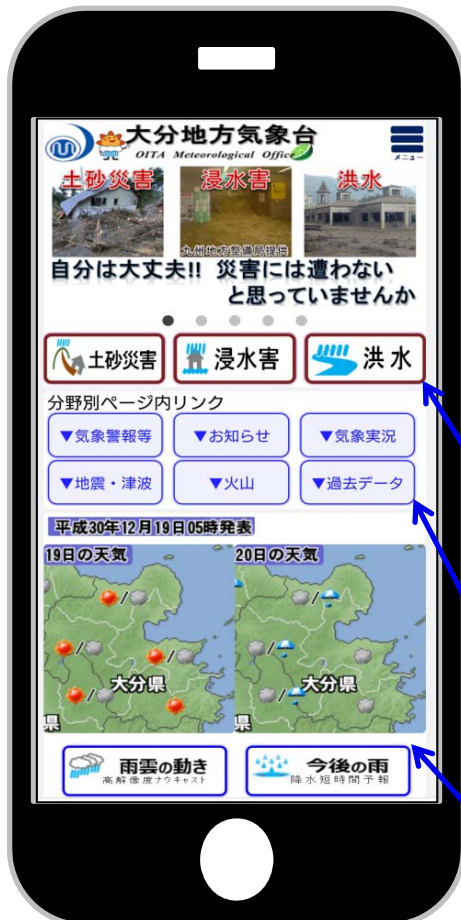 大分地方気象台
OITA Meteorological Office
メニュー
土砂災害 浸水害 洪水
九州地方整備局提供
自分は大丈夫!! 災害には遭わない
と思っていませんか
土砂災害 浸水害 洪水
分野別ページ内リンク
▼気象警報等 ▼お知らせ ▼気象実況
▼地震・津波 ▼火山 ▼過去データ
平成30年12月19日05時発表
19日の天気 20日の天気
大分県 大分県
県 県
雨雲の動き 今後の雨
高解像度ナウキャスト 降水短時間予報